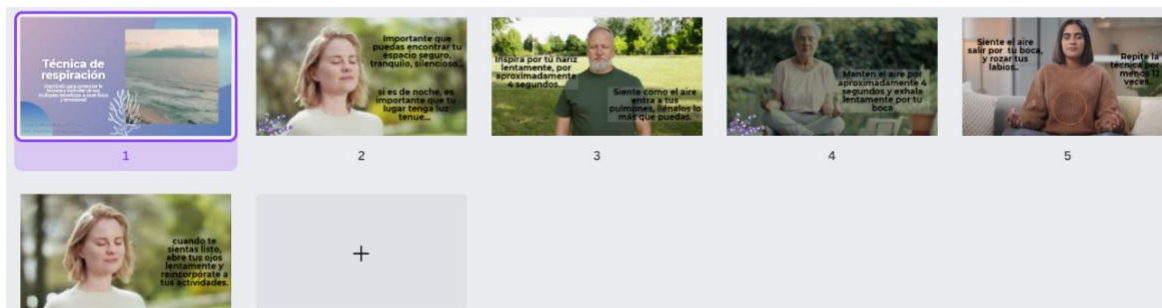 Técnica de
respiración
Importante que
puedas encontrar tu
espacio seguro,
tranquilo, silencioso...
si es de noche, es
importante que tu
lugar tenga luz
tenue...
Inspira por tu nariz
lentamente, por
aproximadamente
4 segundos...
Siente como el aire
entra a tus
pulmones, llénalos lo
más que puedas.
Manten el aire por
aproximadamente 4
segundos y exhala
lentamente por tu
boca
Siente el aire
salir por tu boca,
y rozar tus
labios..
Repite la
técnica por
menos 12
veces.
1
2
3
4
5
cuando te
sientas listo,
abre tus ojos
lentamente y
reincorpórate a
tus actividades.
+